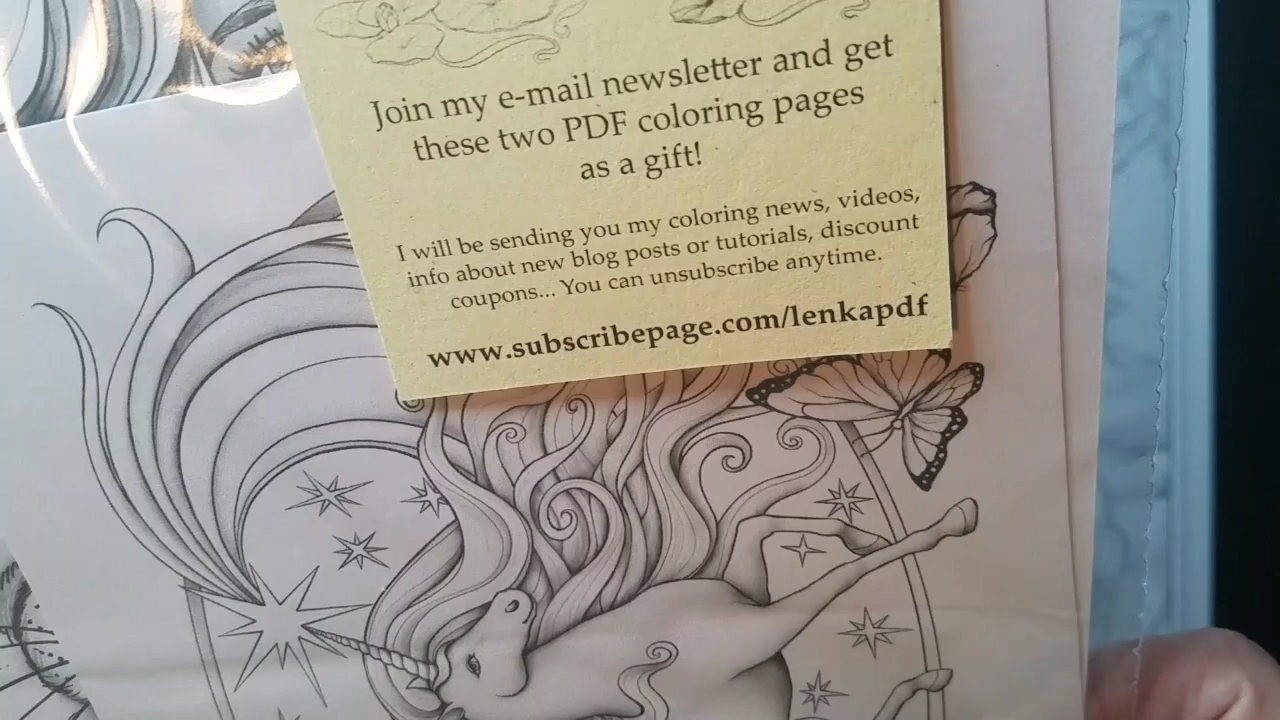 Join my e-mail newsletter and get
these two PDF coloring pages
as a gift!
I will be sending you my coloring news, videos,
info about new blog posts or tutorials, discount
coupons... You can unsubscribe anytime.
www.subscribepage.com/lenkapdf